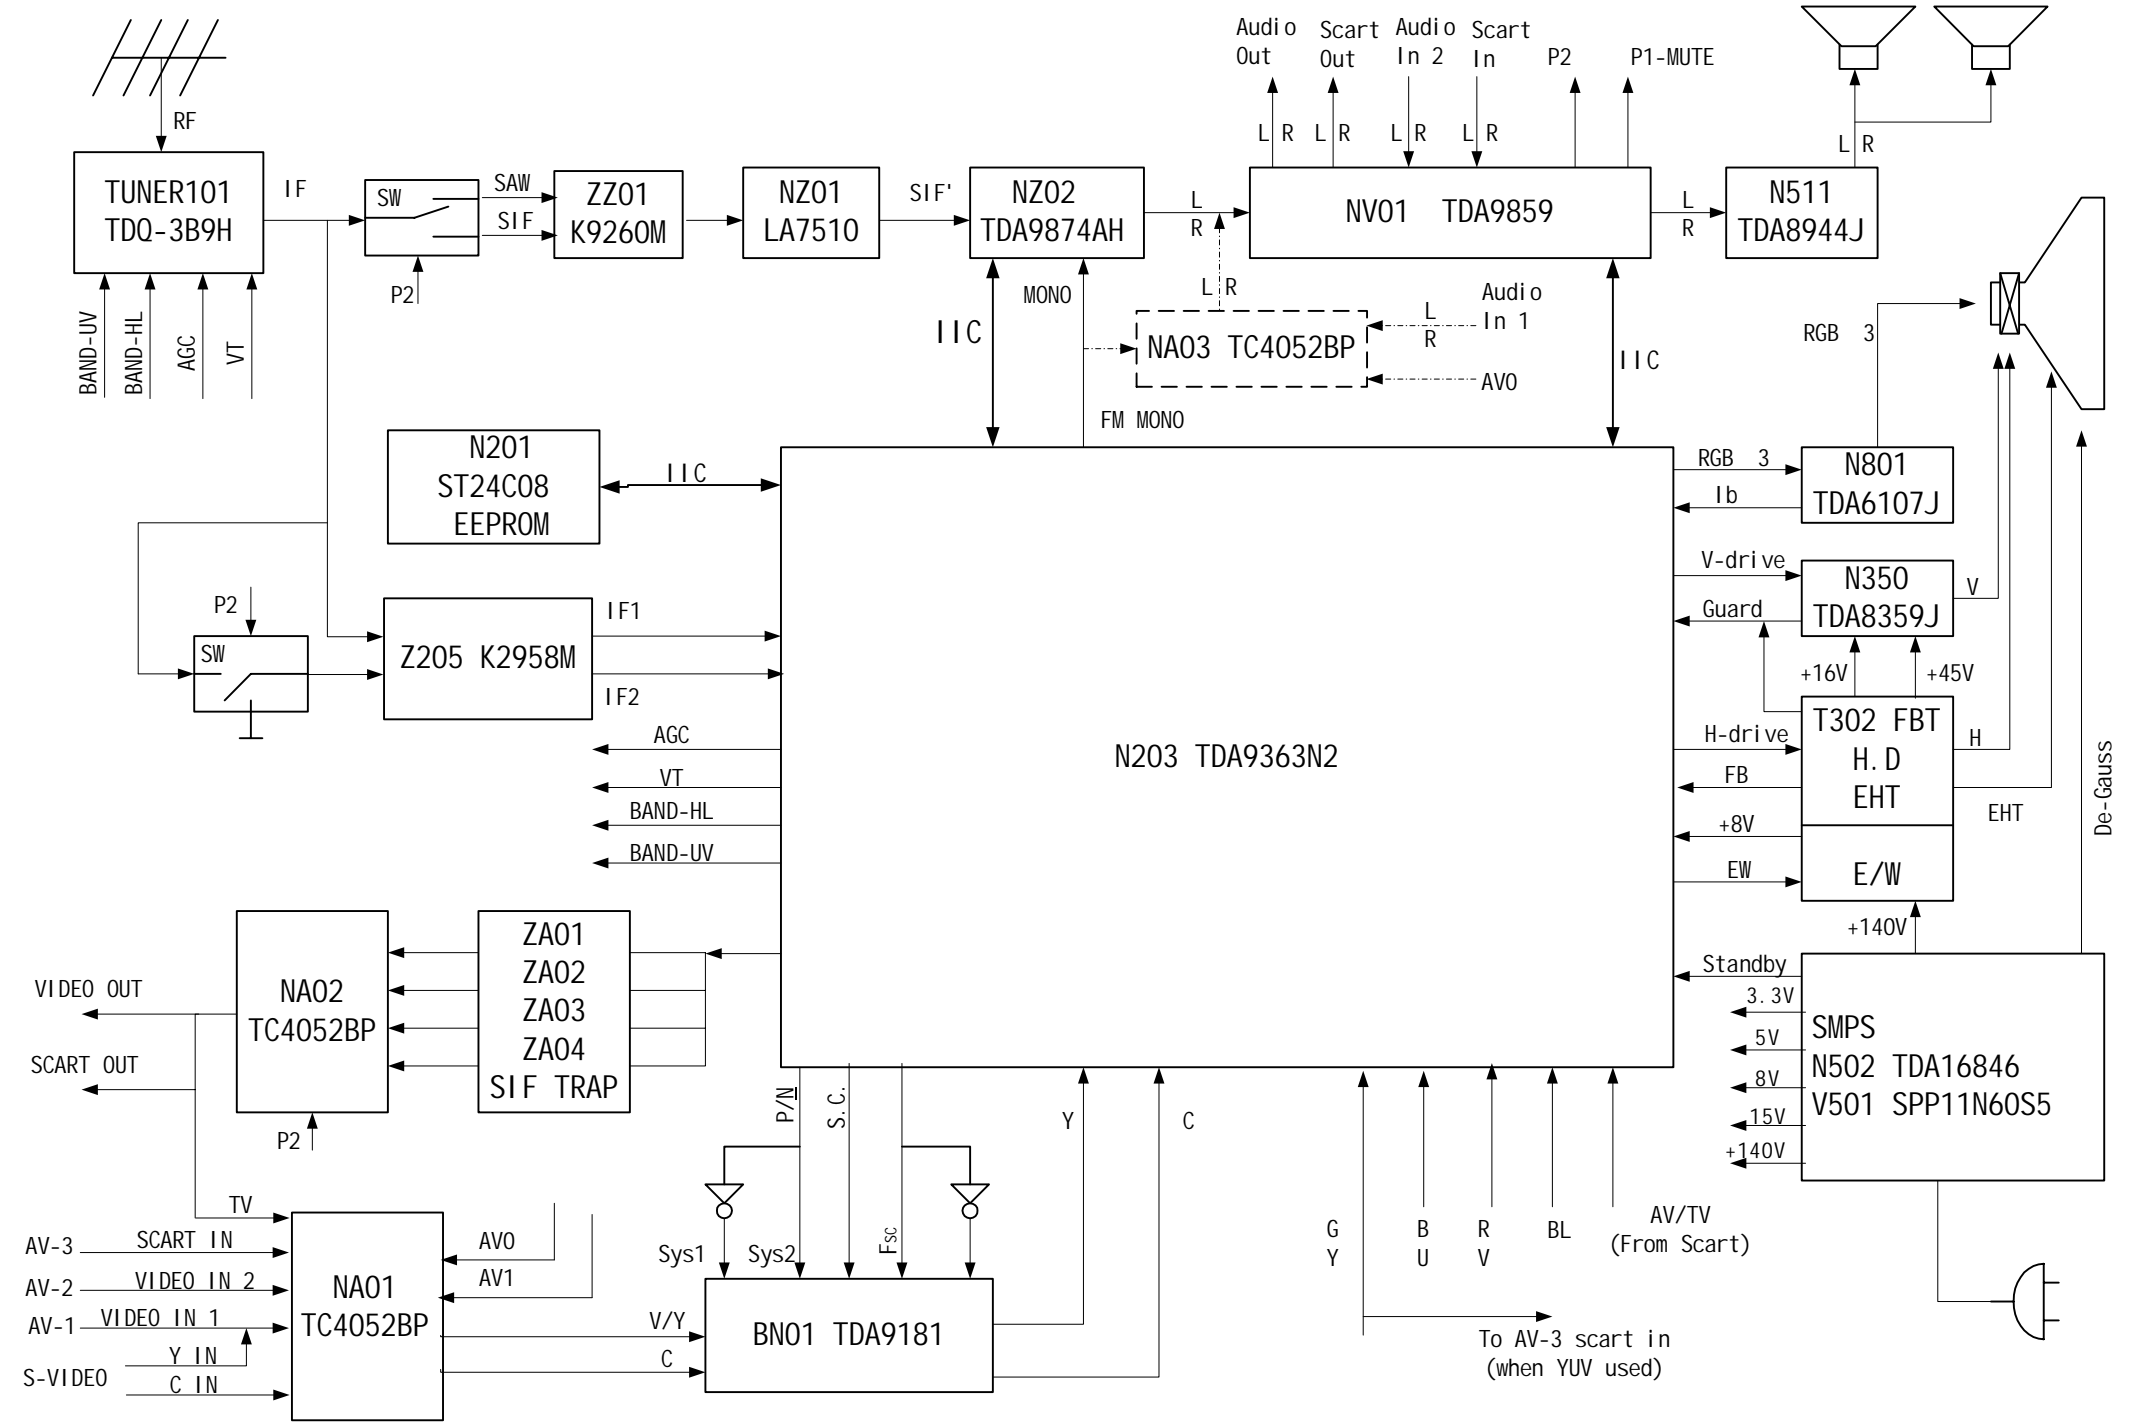 Audio Out
Scart Out
Audio In 2
Scart In
P2
P1-MUTE
RF
L R
L R
L R
L R
L R
TUNER101
TDQ-3B9H
IF
SW
SAW
SIF
P2
ZZ01
K9260M
NZ01
LA7510
SIF'
NZ02
TDA9874AH
L
R
NV01 TDA9859
L
R
N511
TDA8944J
BAND-UV
BAND-HL
AGC
VT
IIC
MONO
L R
NA03 TC4052BP
L
R
Audio
In 1
AV0
FM MONO
IIC
RGB 3
N201
ST24C08
EEPROM
IIC
RGB 3
Ib
N801
TDA6107J
V-drive
Guard
N350
TDA8359J
V
+16V
+45V
P2
SW
Z205 K2958M
IF1
IF2
AGC
VT
BAND-HL
BAND-UV
N203 TDA9363N2
H-drive
FB
+8V
EW
T302 FBT
H.D
EHT
E/W
H
EHT
De-Gauss
+140V
VIDEO OUT
SCART OUT
NA02
TC4052BP
P2
ZA01
ZA02
ZA03
ZA04
SIF TRAP
Standby
3.3V
5V
8V
15V
+140V
SMPS
N502 TDA16846
V501 SPP11N60S5
P/N
S.C.
Fsc
Y
C
Sys1
Sys2
TV
AV-3
SCART IN
AV-2
VIDEO IN 2
AV-1
VIDEO IN 1
Y IN
S-VIDEO
C IN
NA01
TC4052BP
AV0
AV1
V/Y
C
BN01 TDA9181
G
Y
B
U
R
V
BL
AV/TV
(From Scart)
To AV-3 scart in
(when YUV used)